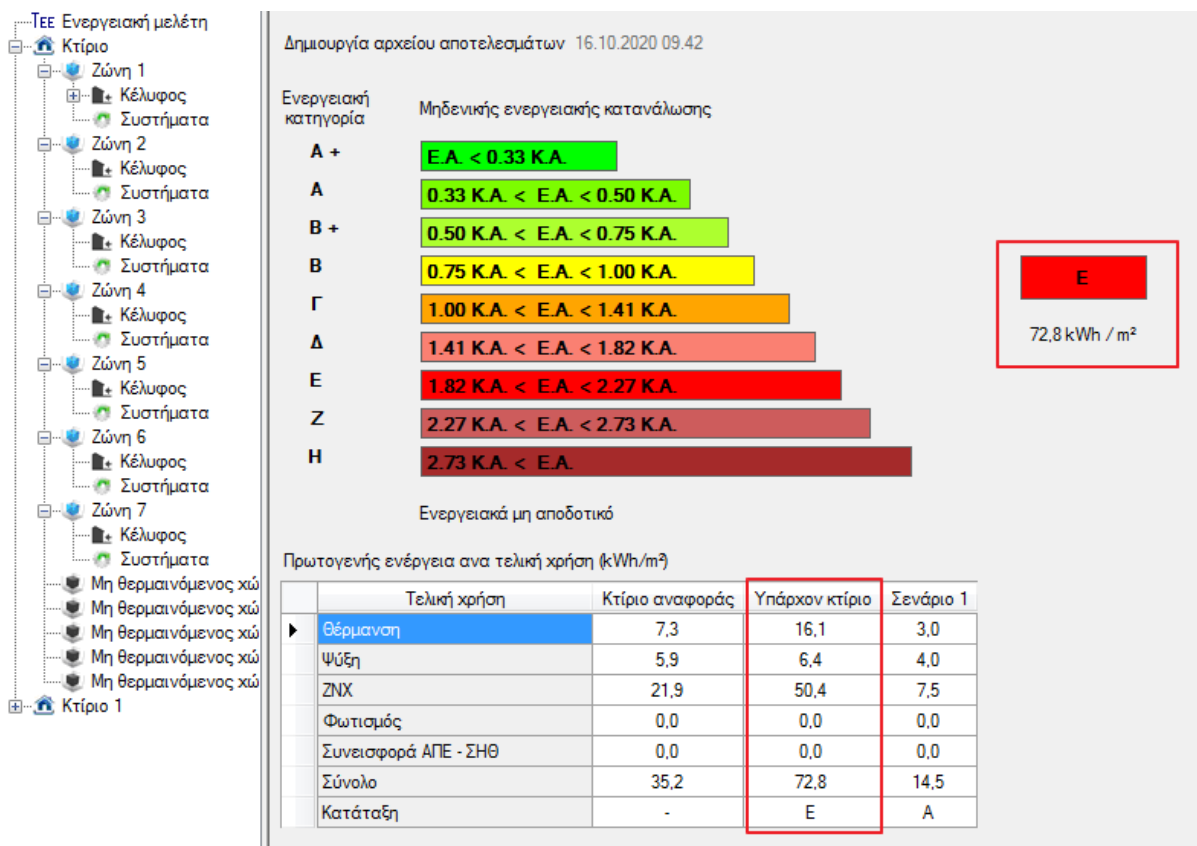 ΤΕΕ Ενεργειακή μελέτη
Κτίριο
Ζώνη 1
Κέλυφος
Συστήματα
Ζώνη 2
Κέλυφος
Συστήματα
Ζώνη 3
Κέλυφος
Συστήματα
Ζώνη 4
Κέλυφος
Συστήματα
Ζώνη 5
Κέλυφος
Συστήματα
Ζώνη 6
Κέλυφος
Συστήματα
Ζώνη 7
Κέλυφος
Συστήματα
Μη θερμαινόμενος χώ
Μη θερμαινόμενος χώ
Μη θερμαινόμενος χώ
Μη θερμαινόμενος χώ
Μη θερμαινόμενος χώ
Κτίριο 1
Δημιουργία αρχείου αποτελεσμάτων 16.10.2020 09.42
Ενεργειακή
κατηγορία
Μηδενικής ενεργειακής κατανάλωσης
Α + Ε.Α. < 0.33 Κ.Α.
Α 0.33 Κ.Α. < Ε.Α. < 0.50 Κ.Α.
Β + 0.50 Κ.Α. < Ε.Α. < 0.75 Κ.Α.
Β 0.75 Κ.Α. < Ε.Α. < 1.00 Κ.Α.
Γ 1.00 Κ.Α. < Ε.Α. < 1.41 Κ.Α.
Δ 1.41 Κ.Α. < Ε.Α. < 1.82 Κ.Α.
Ε 1.82 Κ.Α. < Ε.Α. < 2.27 Κ.Α.
Ζ 2.27 Κ.Α. < Ε.Α. < 2.73 Κ.Α.
Η 2.73 Κ.Α. < Ε.Α.
Ενεργειακά μη αποδοτικό
Ε
72,8 kWh / m²
Πρωτογενής ενέργεια ανα τελική χρήση (kWh/m²)
Τελική χρήση Κτίριο αναφοράς Υπάρχον κτίριο Σενάριο 1
Θέρμανση 7,3 16,1 3,0
Ψύξη 5,9 6,4 4,0
ΖΝΧ 21,9 50,4 7,5
Φωτισμός 0,0 0,0 0,0
Συνεισφορά ΑΠΕ - ΣΗΘ 0,0 0,0 0,0
Σύνολο 35,2 72,8 14,5
Κατάταξη - Ε Α